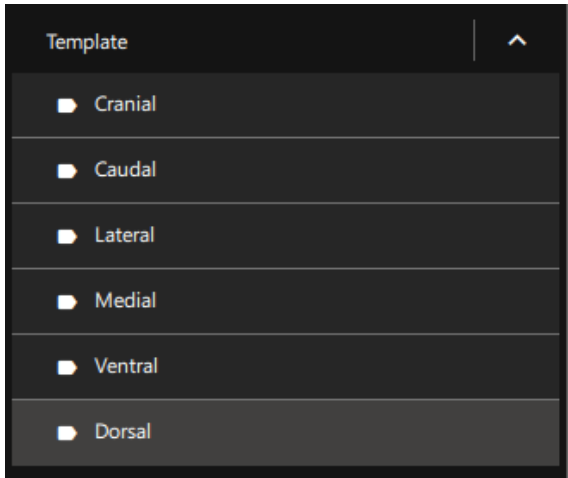 Template
Cranial
Caudal
Lateral
Medial
Ventral
Dorsal